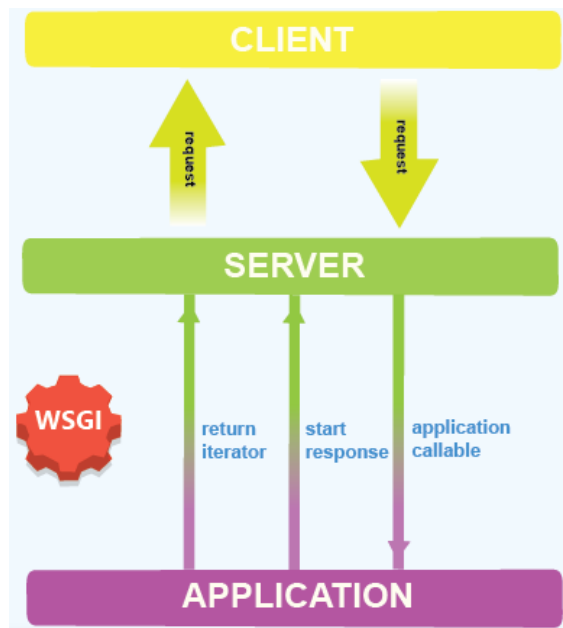 CLIENT
request
request
SERVER
WSGI
return
iterator
start
response
application
callable
APPLICATION